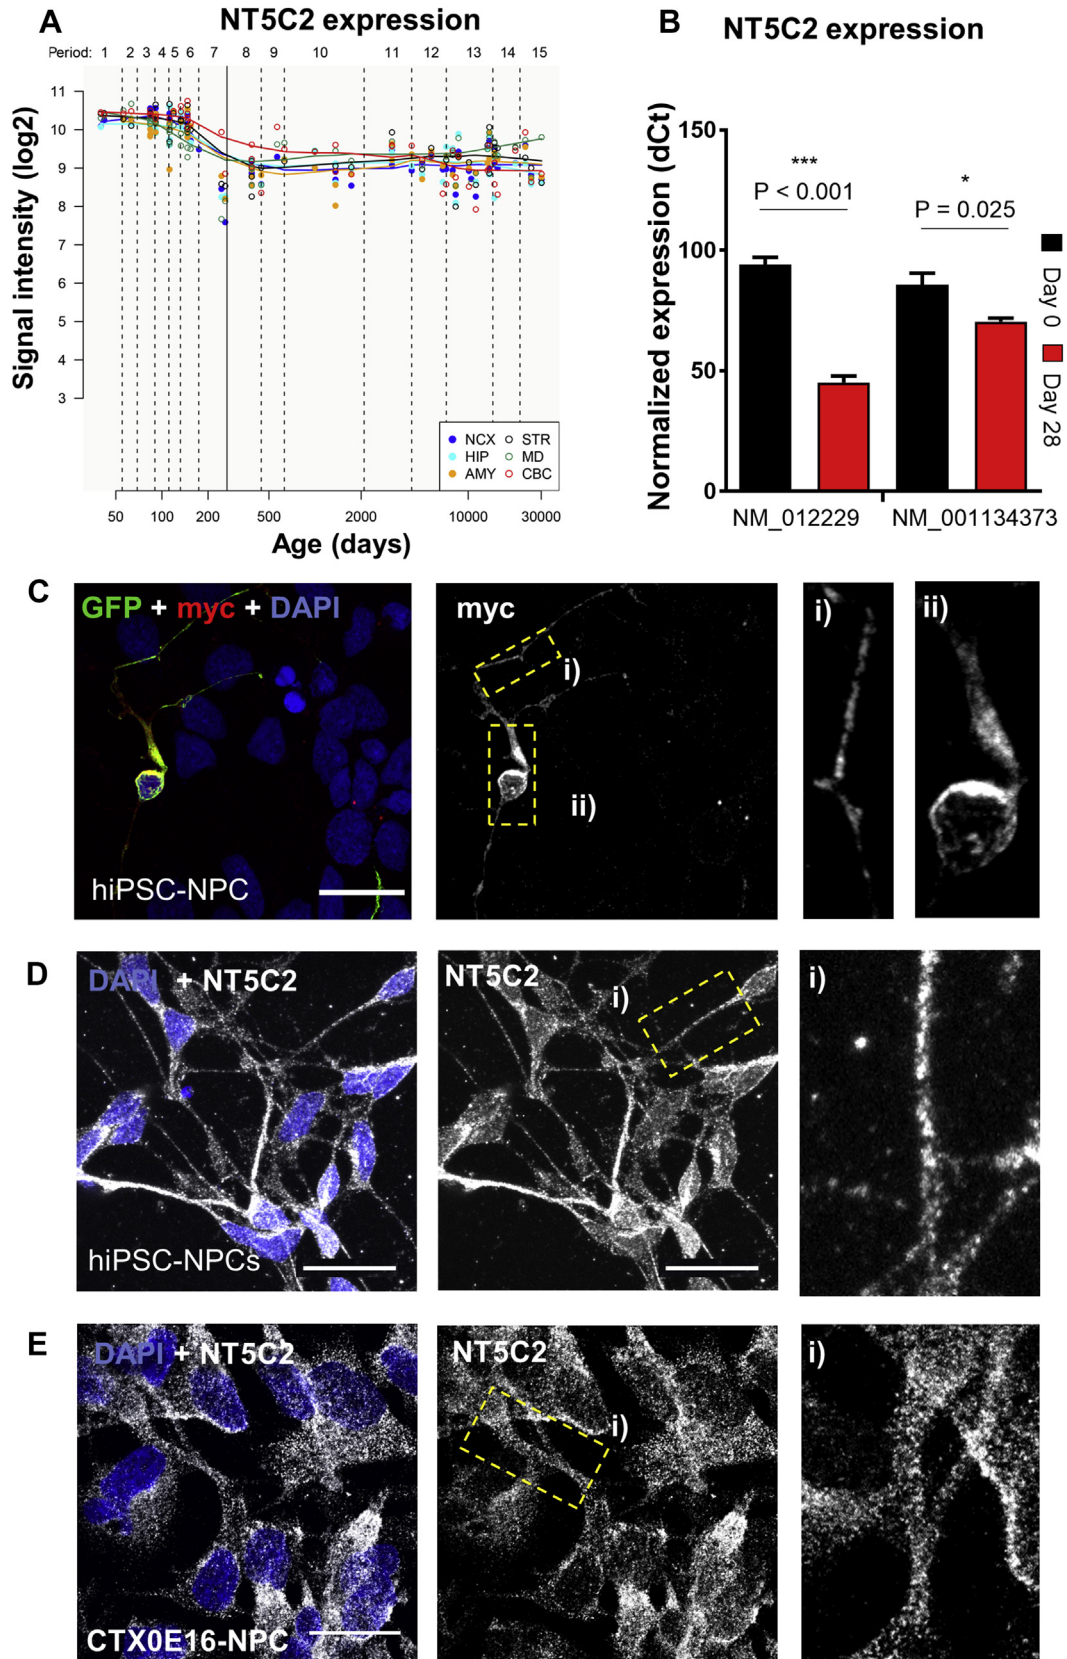 A
NT5C2 expression
Period: 1 2 3 4 5 6 7 8 9 10 11 12 13 14 15
Signal intensity (log2)
11
10
9
8
7
6
5
4
3
NCX STR
HIP MD
AMY CBC
50 100 200 500 2000 10000 30000
Age (days)
B
NT5C2 expression
Normalized expression (dCt)
150
100
50
0
***
P < 0.001
*
P = 0.025
Day 0
Day 28
NM_012229 NM_001134373
C
GFP + myc + DAPI
hiPSC-NPC
myc
i)
ii)
i)
ii)
D
DAPI + NT5C2
hiPSC-NPCs
NT5C2
i)
i)
E
DAPI + NT5C2
CTX0E16-NPC
NT5C2
i)
i)